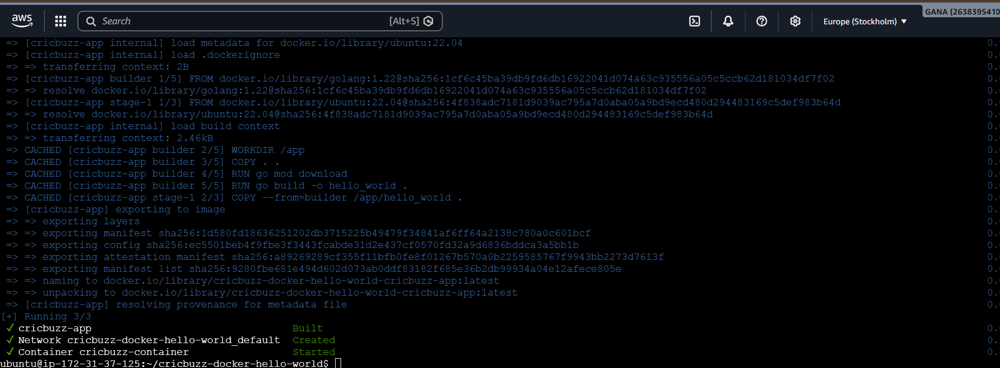 aws
Search [Alt+S]
Europe (Stockholm)
GANA (2638395410
=> [cricbuzz-app internal] load metadata for docker.io/library/ubuntu:22.04 0.
=> [cricbuzz-app internal] load .dockerignore 0.
=> => transferring context: 2B 0.
=> [cricbuzz-app builder 1/5] FROM docker.io/library/golang:1.22@sha256:1cf6c45ba39db9fd6db16922041d074a63c935556a05c5ccb62d181034df7f02 0.
=> => resolve docker.io/library/golang:1.22@sha256:1cf6c45ba39db9fd6db16922041d074a63c935556a05c5ccb62d181034df7f02 0.
=> [cricbuzz-app stage-1 1/3] FROM docker.io/library/ubuntu:22.04@sha256:4f838adc7181d9039ac795a7d0aba05a9bd9ecd480d294483169c5def983b64d 0.
=> => resolve docker.io/library/ubuntu:22.04@sha256:4f838adc7181d9039ac795a7d0aba05a9bd9ecd480d294483169c5def983b64d 0.
=> [cricbuzz-app internal] load build context 0.
=> => transferring context: 2.46kB 0.
=> CACHED [cricbuzz-app builder 2/5] WORKDIR /app 0.
=> CACHED [cricbuzz-app builder 3/5] COPY . . 0.
=> CACHED [cricbuzz-app builder 4/5] RUN go mod download 0.
=> CACHED [cricbuzz-app builder 5/5] RUN go build -o hello_world . 0.
=> CACHED [cricbuzz-app stage-1 2/3] COPY --from=builder /app/hello_world . 0.
=> [cricbuzz-app] exporting to image 0.
=> => exporting layers 0.
=> => exporting manifest sha256:1d580fd18636251202db3715225b49479f34841af6ff64a2138c780a0c601bcf 0.
=> => exporting config sha256:ec5501beb4f9fbe3f3443fcabde31d2e437cf0570fd32a9d6836bddca3a5bb1b 0.
=> => exporting attestation manifest sha256:a89269289cf355f11bfb0fe8f01267b570a0b2259585767f9943bb2273d7613f 0.
=> => exporting manifest list sha256:9280fbe681e494d602d073ab0ddf83182f685e36b2db99934a04e12afece805e 0.
=> => naming to docker.io/library/cricbuzz-docker-hello-world-cricbuzz-app:latest 0.
=> => unpacking to docker.io/library/cricbuzz-docker-hello-world-cricbuzz-app:latest 0.
=> [cricbuzz-app] resolving provenance for metadata file 0.
[+] Running 3/3
✓ cricbuzz-app Built 0.
✓ Network cricbuzz-docker-hello-world_default Created 0.
✓ Container cricbuzz-container Started 0.
ubuntu@ip-172-31-37-125:~/cricbuzz-docker-hello-world$